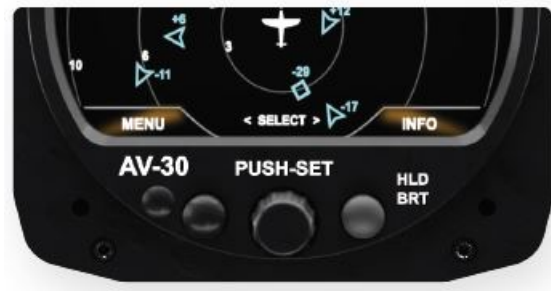 +6
+12
3
10
6
-11
-29
-17
MENU
< SELECT >
INFO
AV-30
PUSH-SET
HLD
BRT